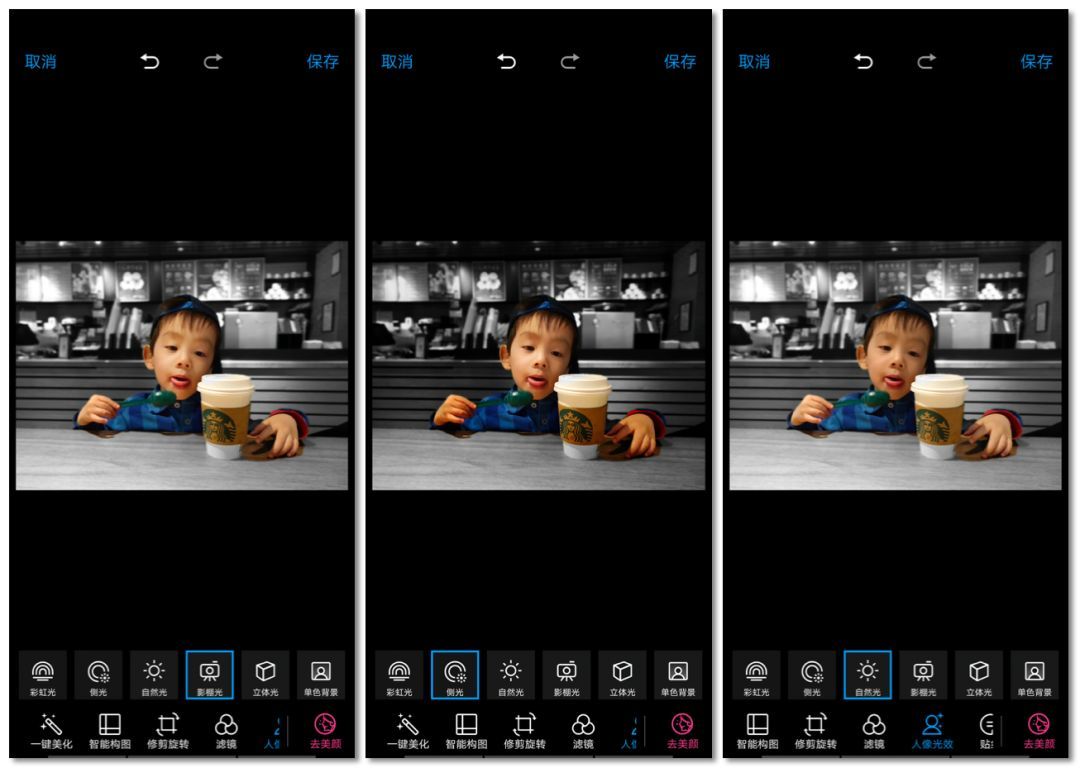 取消 保存
彩虹光 侧光 自然光 影棚光 立体光 单色背景
一键美化 智能构图 修剪旋转 滤镜 人像 去美颜
取消 保存
彩虹光 侧光 自然光 影棚光 立体光 单色背景
一键美化 智能构图 修剪旋转 滤镜 去美颜
取消 保存
彩虹光 侧光 自然光 影棚光 立体光 单色背景
智能构图 修剪旋转 滤镜 人像光效 贴 去美颜